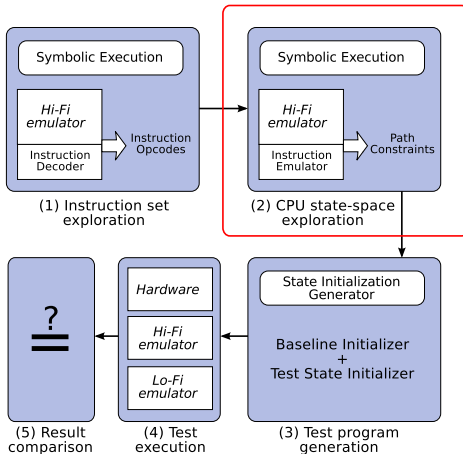 Symbolic Execution
Hi-Fi
emulator
Instruction
Decoder
Instruction
Opcodes
(1) Instruction set
exploration
Symbolic Execution
Hi-Fi
emulator
Instruction
Emulator
Path
Constraints
(2) CPU state-space
exploration
?
=
(5) Result
comparison
Hardware
Hi-Fi
emulator
Lo-Fi
emulator
(4) Test
execution
State Initialization
Generator
Baseline Initializer
+
Test State Initializer
(3) Test program
generation